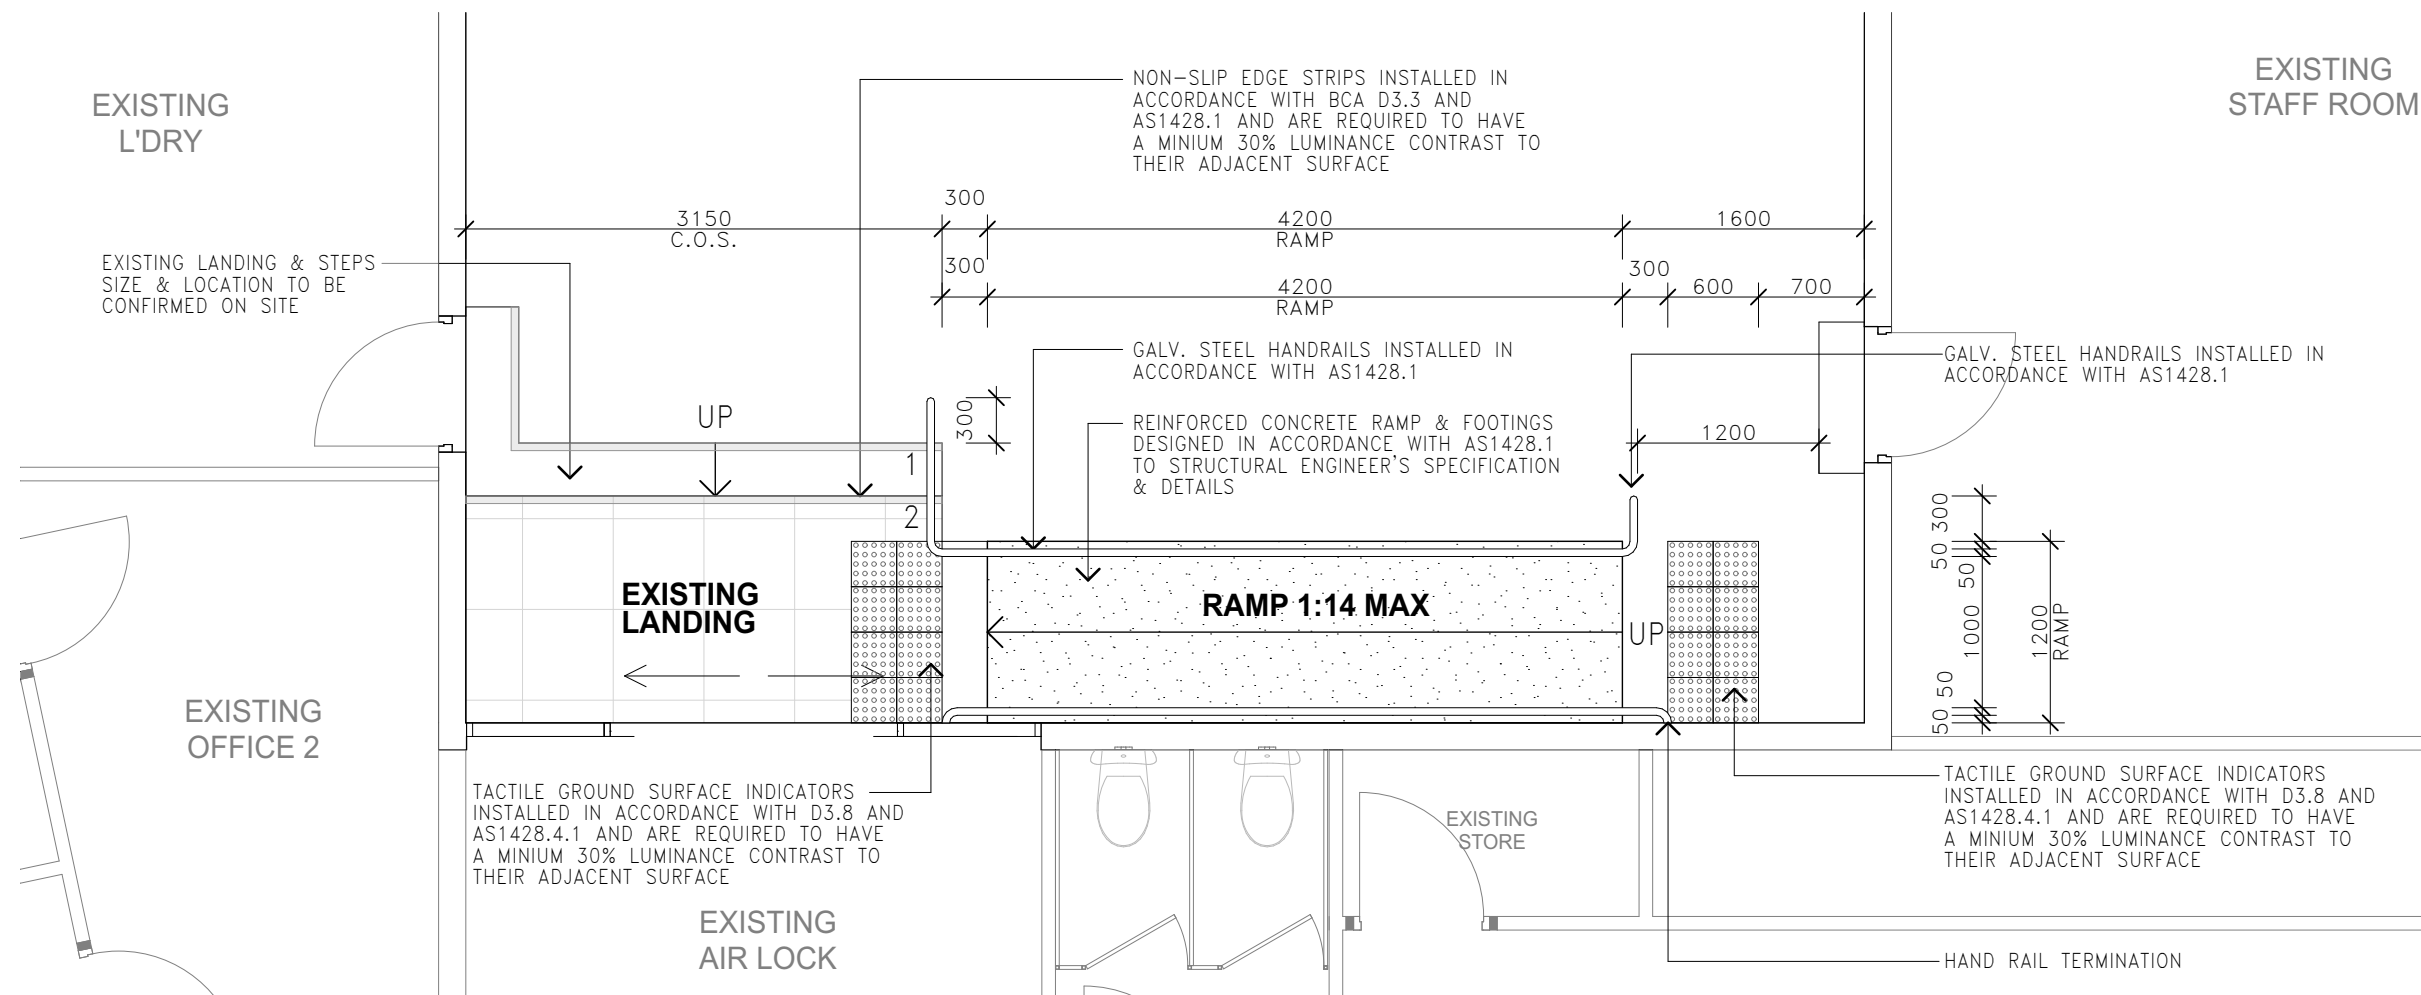 EXISTING
L'DRY
NON-SLIP EDGE STRIPS INSTALLED IN
ACCORDANCE WITH BCA D3.3 AND
AS1428.1 AND ARE REQUIRED TO HAVE
A MINIUM 30% LUMINANCE CONTRAST TO
THEIR ADJACENT SURFACE
EXISTING
STAFF ROOM
3150
C.O.S.
300
4200
RAMP
1600
300
4200
RAMP
300
600
700
EXISTING LANDING & STEPS
SIZE & LOCATION TO BE
CONFIRMED ON SITE
GALV. STEEL HANDRAILS INSTALLED IN
ACCORDANCE WITH AS1428.1
GALV. STEEL HANDRAILS INSTALLED IN
ACCORDANCE WITH AS1428.1
UP
300
REINFORCED CONCRETE RAMP & FOOTINGS
DESIGNED IN ACCORDANCE WITH AS1428.1
TO STRUCTURAL ENGINEER'S SPECIFICATION
& DETAILS
1200
1
2
EXISTING
LANDING
RAMP 1:14 MAX
UP
300
50
50
1000
50
50
1200
RAMP
EXISTING
OFFICE 2
TACTILE GROUND SURFACE INDICATORS
INSTALLED IN ACCORDANCE WITH D3.8 AND
AS1428.4.1 AND ARE REQUIRED TO HAVE
A MINIUM 30% LUMINANCE CONTRAST TO
THEIR ADJACENT SURFACE
EXISTING
AIR LOCK
EXISTING
STORE
TACTILE GROUND SURFACE INDICATORS
INSTALLED IN ACCORDANCE WITH D3.8 AND
AS1428.4.1 AND ARE REQUIRED TO HAVE
A MINIUM 30% LUMINANCE CONTRAST TO
THEIR ADJACENT SURFACE
HAND RAIL TERMINATION